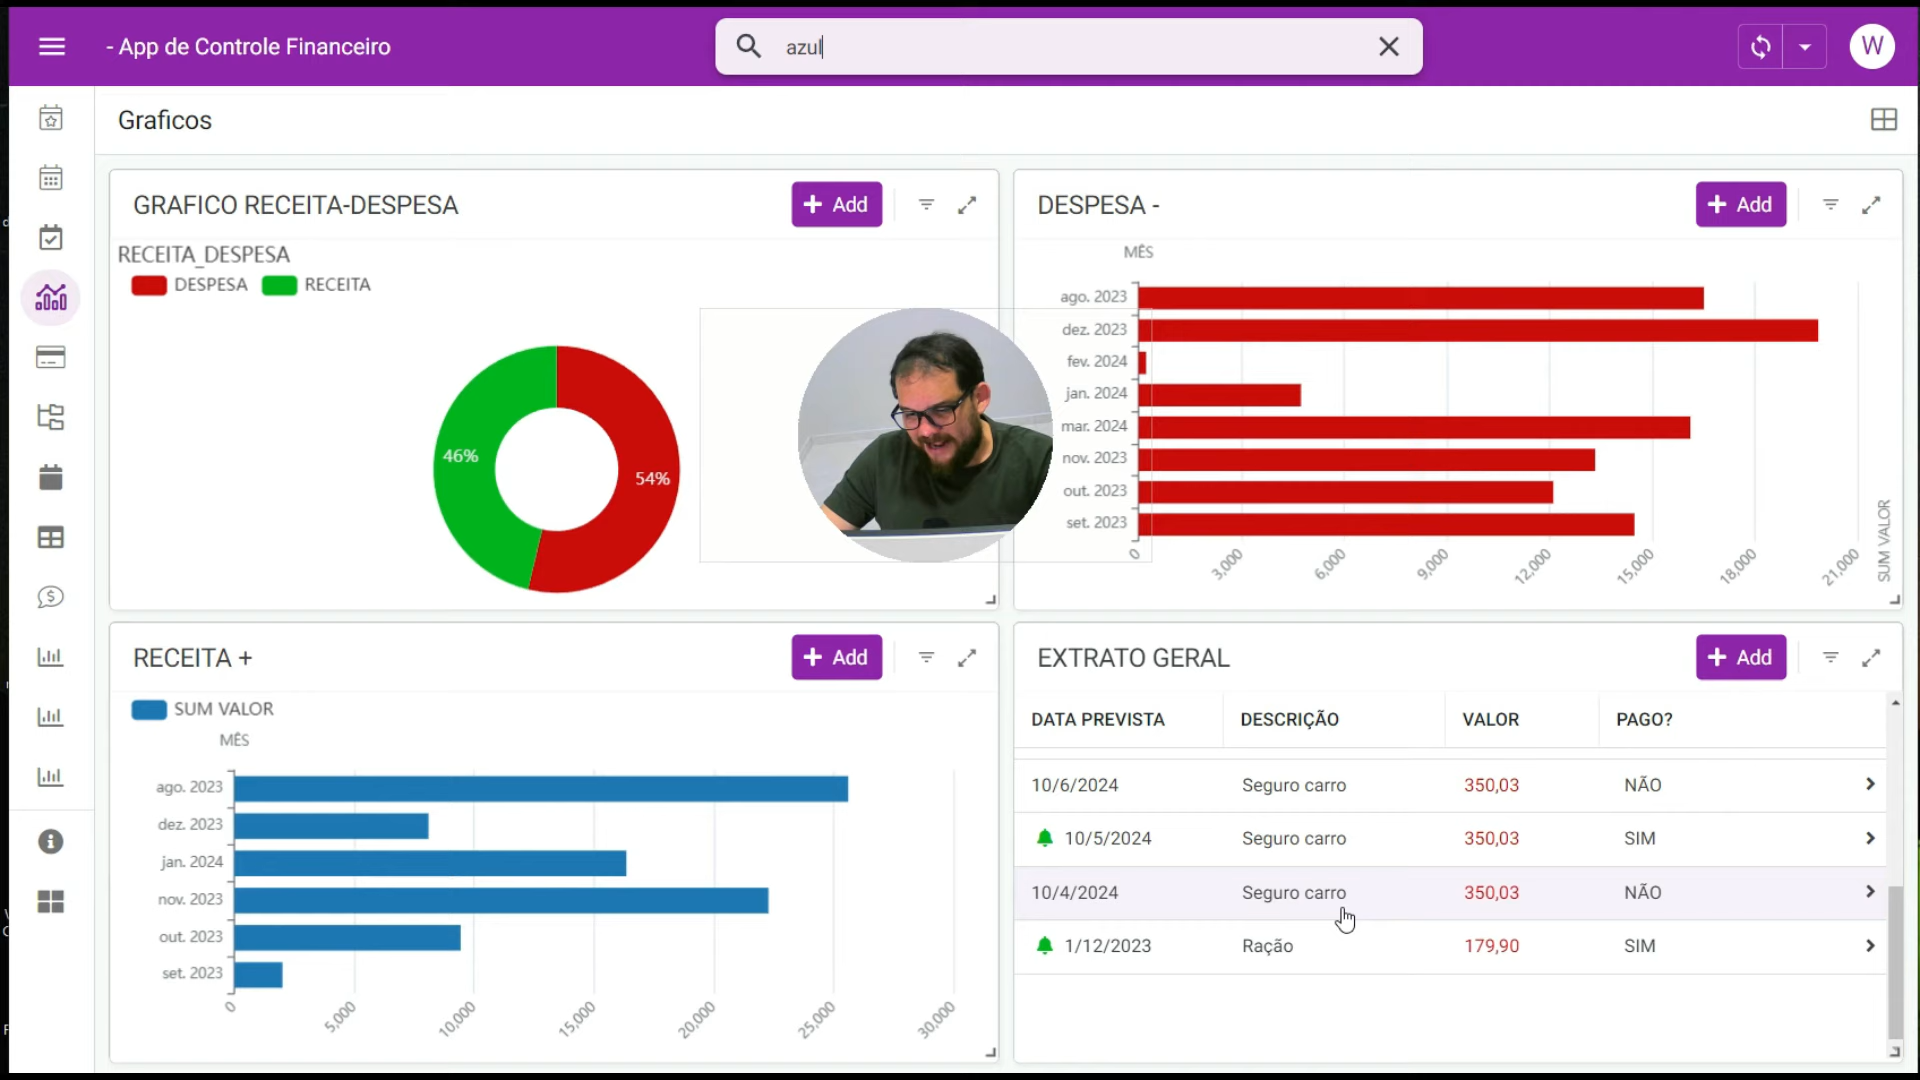 - App de Controle Financeiro
azul
W
Graficos
GRAFICO RECEITA-DESPESA
+ Add
RECEITA_DESPESA
DESPESA
RECEITA
46%
54%
DESPESA -
+ Add
MÊS
ago. 2023
dez. 2023
fev. 2024
jan. 2024
mar. 2024
nov. 2023
out. 2023
set. 2023
0
3,000
6,000
9,000
12,000
15,000
18,000
21,000
SUM VALOR
RECEITA +
+ Add
SUM VALOR
MÊS
ago. 2023
dez. 2023
jan. 2024
nov. 2023
out. 2023
set. 2023
0
5,000
10,000
15,000
20,000
25,000
30,000
EXTRATO GERAL
+ Add
DATA PREVISTA DESCRIÇÃO VALOR PAGO?
10/6/2024 Seguro carro 350,03 NÃO
10/5/2024 Seguro carro 350,03 SIM
10/4/2024 Seguro carro 350,03 NÃO
1/12/2023 Ração 179,90 SIM